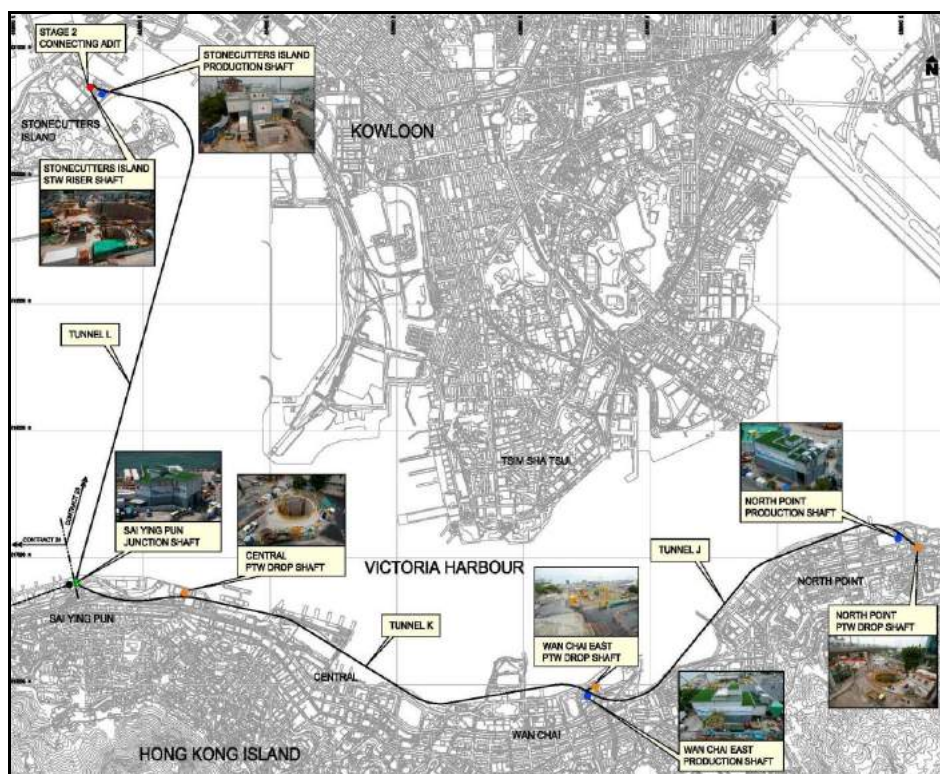 STAGE 2
CONNECTING ADIT
STONECUTTERS ISLAND
PRODUCTION SHAFT
N
STONECUTTERS
ISLAND
KOWLOON
STONECUTTERS ISLAND
STW RISER SHAFT
TUNNEL L
TSIM SHA TSUI
SAI YING PUN
JUNCTION SHAFT
CENTRAL
PTW DROP SHAFT
NORTH POINT
PRODUCTION SHAFT
VICTORIA HARBOUR
TUNNEL J
NORTH POINT
SAI YING PUN
TUNNEL K
WAN CHAI EAST
PTW DROP SHAFT
NORTH POINT
PTW DROP SHAFT
CENTRAL
WAN CHAI
HONG KONG ISLAND
WAN CHAI EAST
PRODUCTION SHAFT